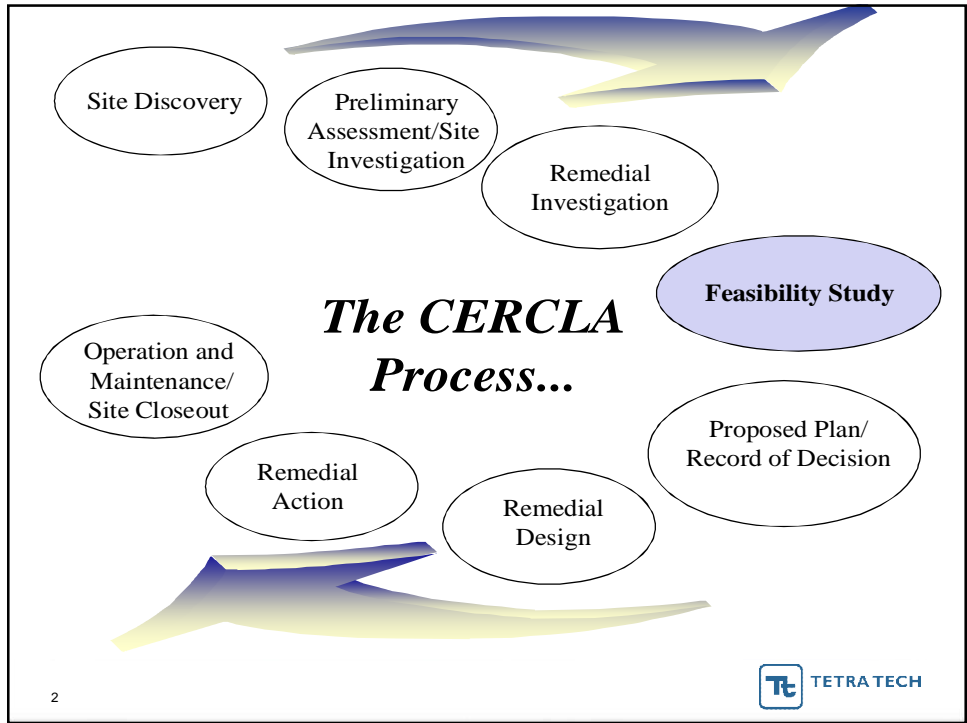 Site Discovery
Preliminary
Assessment/Site
Investigation
Remedial
Investigation
Feasibility Study
The CERCLA
Process...
Operation and
Maintenance/
Site Closeout
Proposed Plan/
Record of Decision
Remedial
Action
Remedial
Design
2
Tt TETRA TECH